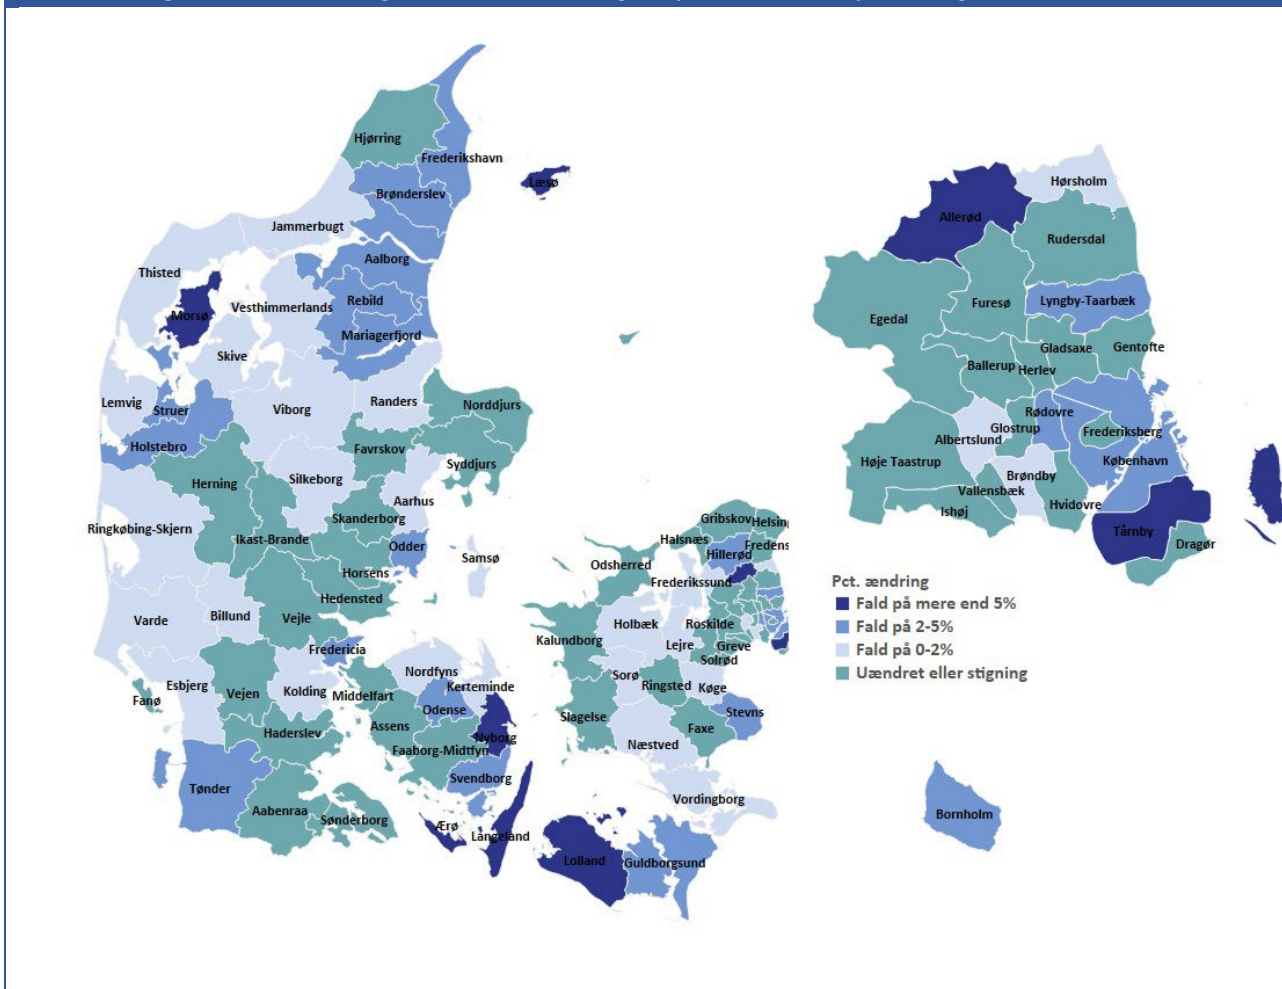 Hjørring
Frederikshavn
Læsø
Brønderslev
Jammerbugt
Aalborg
Thisted
Rebild
Vesthimmerlands
Morsø
Mariagerfjord
Skive
Lemvig
Struer
Viborg
Randers
Norddjurs
Holstebro
Favrskov
Syddjurs
Herning
Silkeborg
Aarhus
Skanderborg
Ringkøbing-Skjern
Ikast-Brande
Odder
Samsø
Horsens
Hedensted
Varde
Billund
Vejle
Fredericia
Nordfyns
Kerteminde
Esbjerg
Fanø
Vejen
Kolding
Middelfart
Odense
Assens
Haderslev
Nyborg
Faaborg-Midtfyn
Svendborg
Tønder
Aabenraa
Sønderborg
Ærø
Langeland
Gribskov
Helsing
Halsnæs
Fredens
Hillerød
Odsherred
Frederikssund
Holbæk
Roskilde
Kalundborg
Lejre
Greve
Solrød
Sorø
Ringsted
Køge
Stevns
Slagelse
Faxe
Næstved
Vordingborg
Lolland
Guldborgsund
Hørsholm
Allerød
Rudersdal
Lyngby-Taarbæk
Furesø
Egedal
Gladsaxe
Gentofte
Ballerup
Herlev
Rødovre
Albertslund
Glostrup
Frederiksberg
Høje Taastrup
København
Brøndby
Vallensbæk
Hvidovre
Ishøj
Tårnby
Dragør
Pct. ændring
Fald på mere end 5%
Fald på 2-5%
Fald på 0-2%
Uændret eller stigning
Bornholm